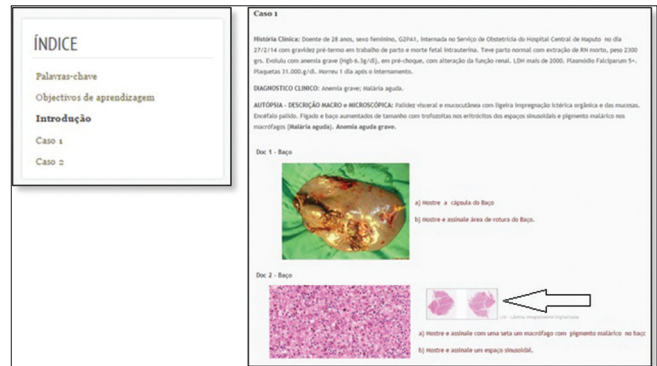 ÍNDICE
Palavras-chave
Objectivos de aprendizagem
Introdução
Caso 1
Caso 2
Caso 1
História Clínica: Doente de 28 anos, sexo feminino, G2PA1, internada no Serviço de Obstetrícia do Hospital Central de Maputo no dia
27/2/14 com gravidez pré-termo em trabalho de parto e morte fetal intrauterina. Teve parto normal com extração de RN morto, peso 2300
grs. Evoluiu com anemia grave (Hgb 6.3g/dl), em pré-choque, com alteração da função renal. LDH mais de 2000. Plasmódio Falciparum 5+.
Plaquetas 31.000.g/dl. Morreu 1 dia após o internamento.
DIAGNOSTICO CLINICO: Anemia grave; Malária aguda.
AUTÓPSIA - DESCRIÇÃO MACRO e MICROSCÓPICA: Palidez visceral e mucocutânea com ligeira impregnação ictérica orgânica e das mucosas.
Encéfalo palido. Fígado e baço aumentados de tamanho com trofozoítas nos eritrócitos dos espaços sinusoidais e pigmento malárico nos
macrófagos (Malária aguda). Anemia aguda grave.
Doc 1 - Baço
a) Mostre a cápsula do Baço
b) Mostre e assinale área de rotura do Baço.
Doc 2 - Baço
a) Mostre e assinale com uma seta um macrófago com pigmento malárico no baço
b) Mostre e assinale um espaço sinusoidal.